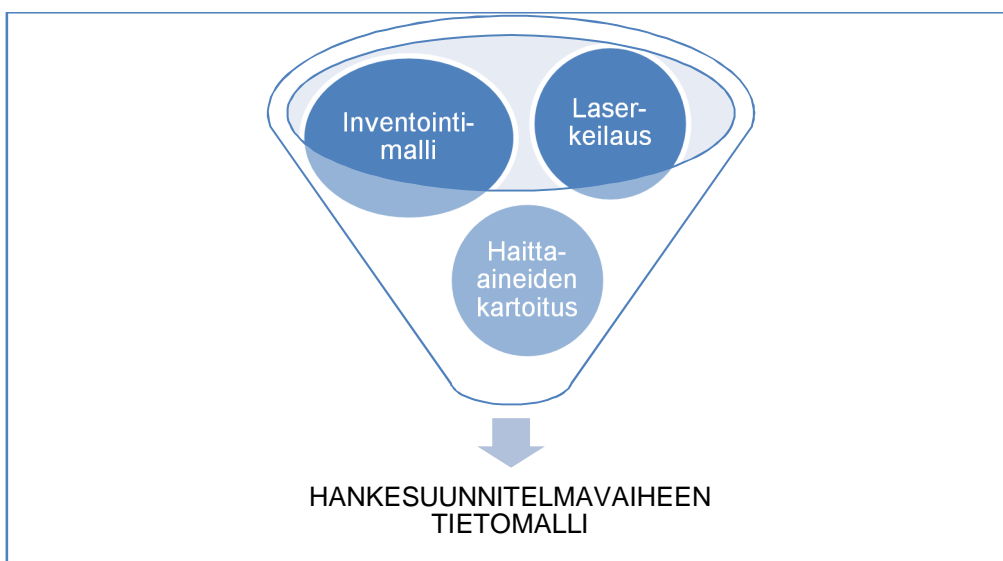 Inventointi-
malli
Laser-
keilaus
Haitta-
aineiden
kartoitus
HANKESUUNNITELMAVAIHEEN
TIETOMALLI